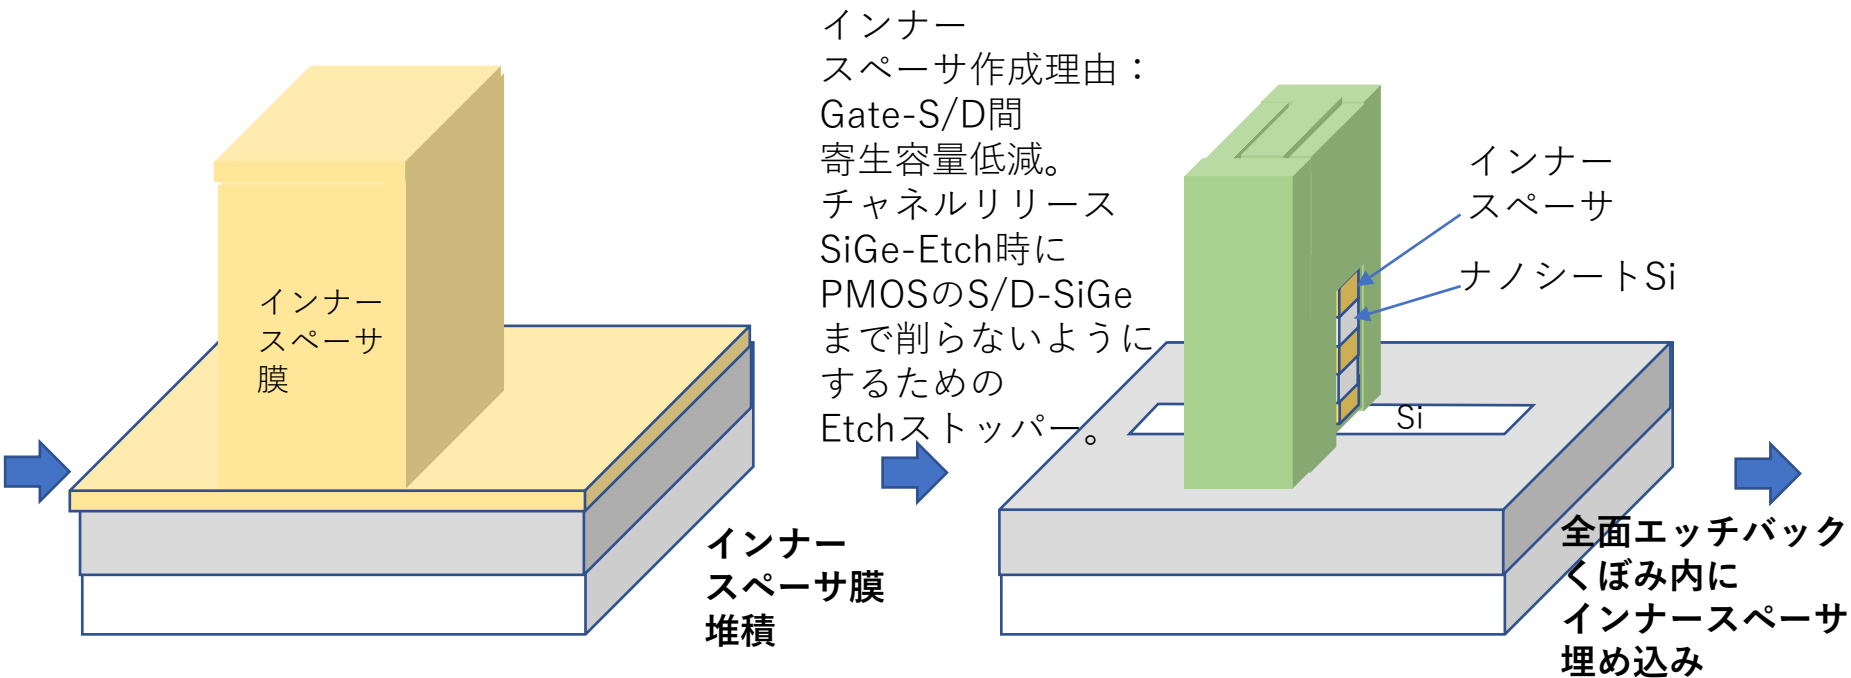 インナー
スペーサ
膜
インナー
スペーサ膜
堆積
インナー
スペーサ作成理由：
Gate-S/D間
寄生容量低減。
チャネルリリース
SiGe-Etch時に
PMOSのS/D-SiGe
まで削らないように
するための
Etchストッパー。
インナー
スペーサ
ナノシートSi
Si
全面エッチバック
くぼみ内に
インナースペーサ
埋め込み